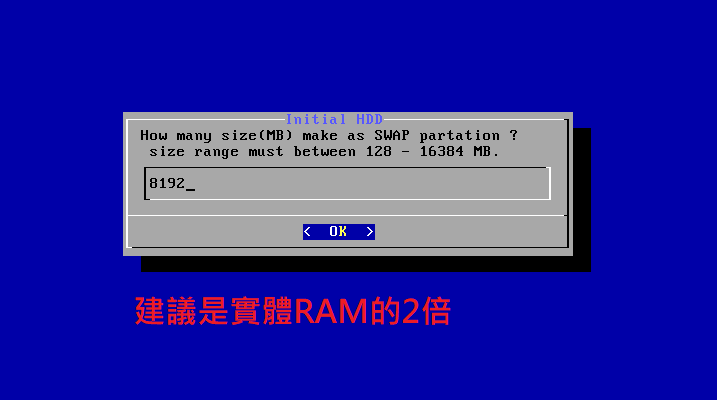 Initial HDD
How many size(MB) make as SWAP partation ?
size range must between 128 - 16384 MB.
8192_
< OK >
建議是實體RAM的2倍